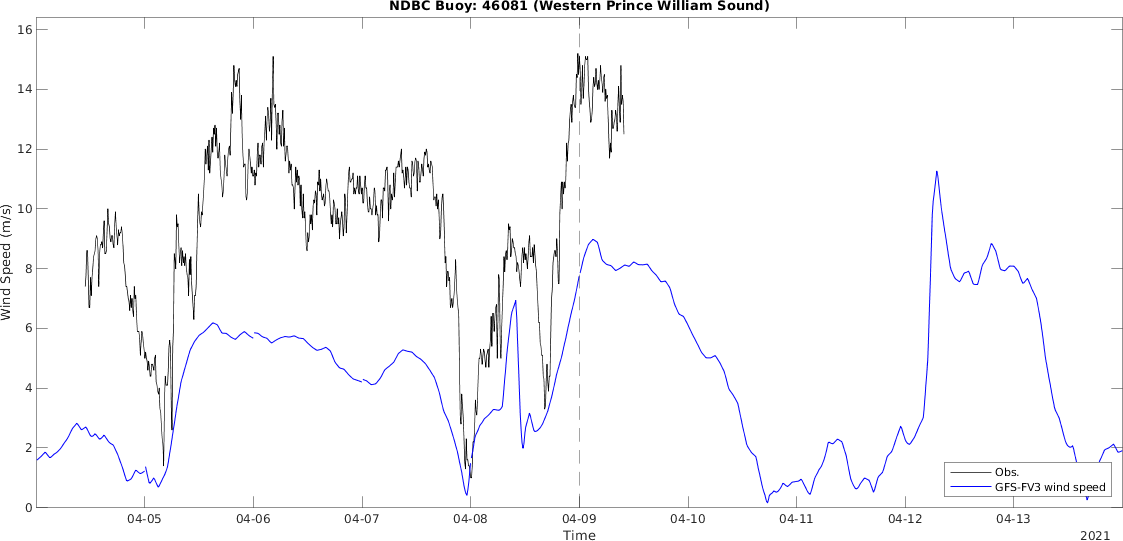 NDBC Buoy: 46081 (Western Prince William Sound)
Wind Speed (m/s)
16
14
12
10
8
6
4
2
0
Obs.
GFS-FV3 wind speed
04-05 04-06 04-07 04-08 04-09 04-10 04-11 04-12 04-13
Time
2021